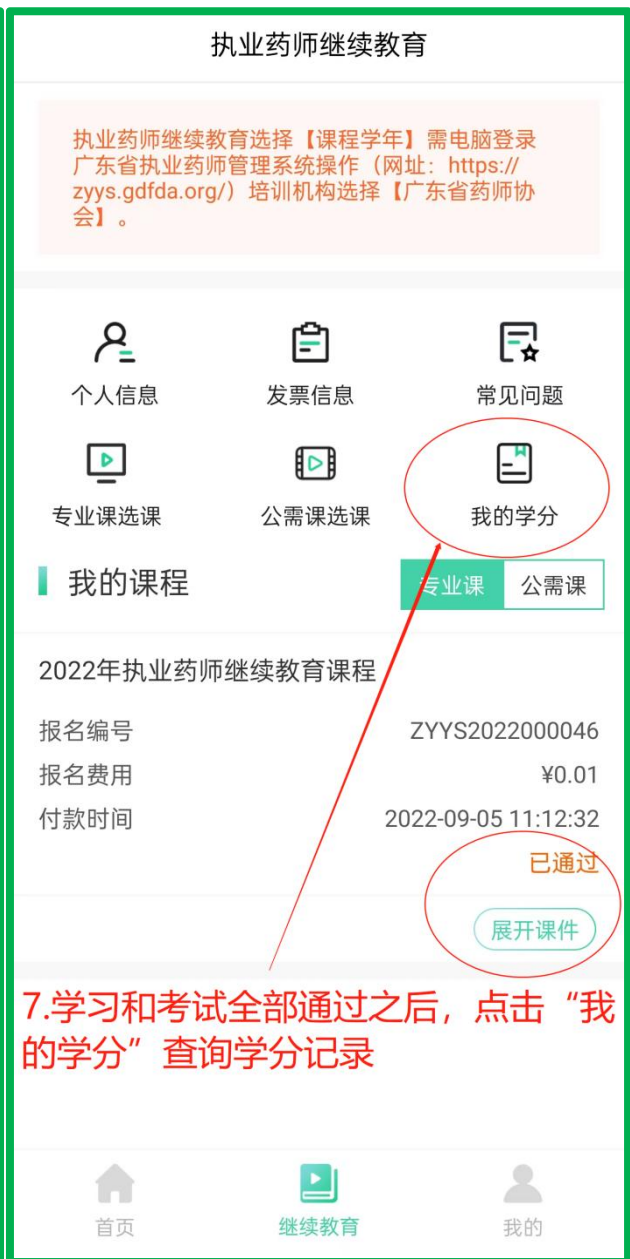 执业药师继续教育
执业药师继续教育选择【课程学年】需电脑登录
广东省执业药师管理系统操作（网址：https://
zyys.gdfda.org/）培训机构选择【广东省药师协
会】。
个人信息
发票信息
常见问题
专业课选课
公需课选课
我的学分
我的课程
专业课
公需课
2022年执业药师继续教育课程
报名编号
ZYYS2022000046
报名费用
¥0.01
付款时间
2022-09-05 11:12:32
已通过
展开课件
7.学习和考试全部通过之后，点击“我
的学分”查询学分记录
首页
继续教育
我的